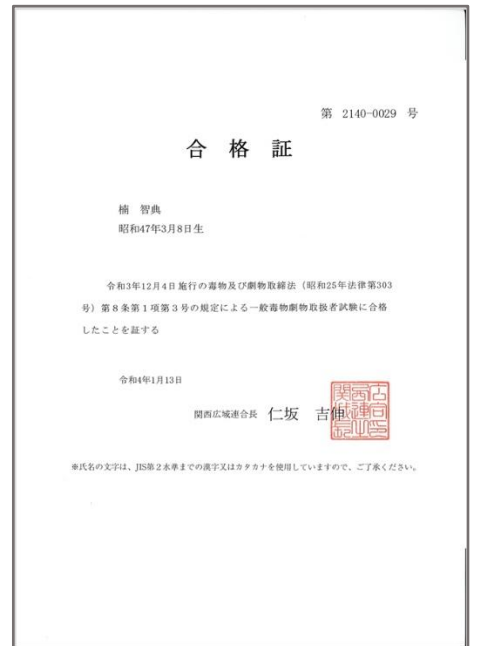 第 2140-0029 号
合格証
楠 智典
昭和47年3月8日生
令和3年12月4日施行の毒物及び劇物取締法（昭和25年法律第303
号）第8条第1項第3号の規定による一般毒物劇物取扱者試験に合格
したことを証する
令和4年1月13日
関西広域連合長 仁坂 吉伸
※氏名の文字は、JIS第2水準までの漢字又はカタカナを使用していますので、ご了承ください。